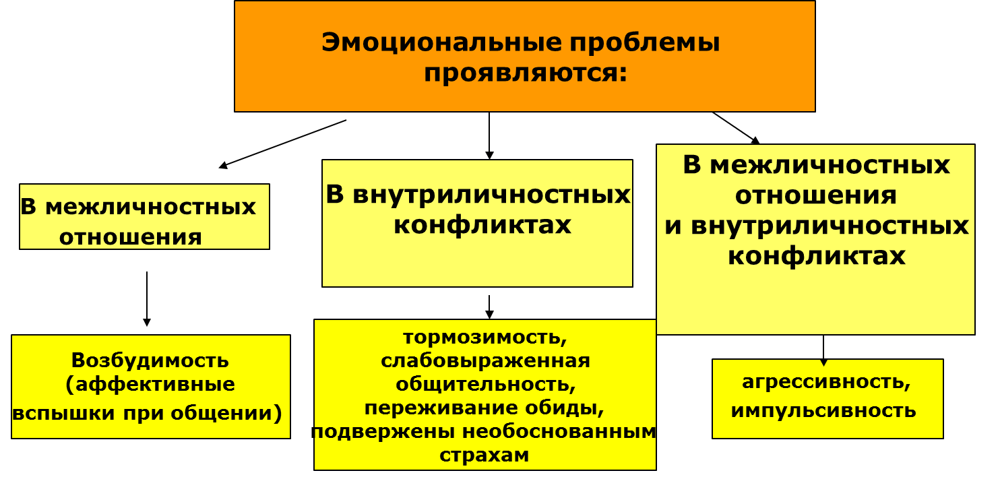 Эмоциональные проблемы
проявляются:
В межличностных
отношения
В внутриличностных
конфликтах
В межличностных
отношения
и внутриличностных
конфликтах
Возбудимость
(аффективные
вспышки при общении)
тормозимость,
слабовыраженная
общительность,
переживание обиды,
подвержены необоснованным
страхам
агрессивность,
импульсивность